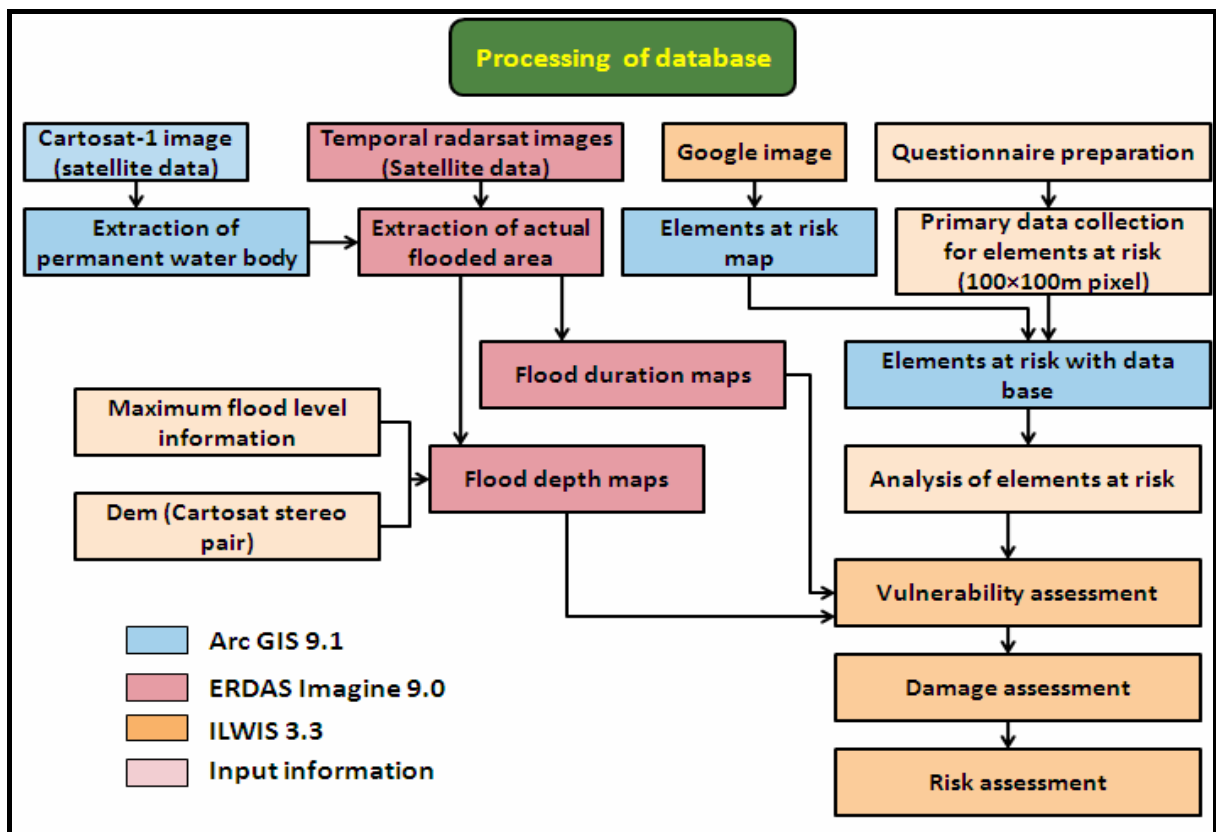 Processing of database
Cartosat-1 image
(satellite data)
Temporal radarsat images
(Satellite data)
Google image
Questionnaire preparation
Extraction of
permanent water body
Extraction of actual
flooded area
Elements at risk
map
Primary data collection
for elements at risk
(100×100m pixel)
Flood duration maps
Elements at risk with data
base
Maximum flood level
information
Flood depth maps
Analysis of elements at risk
Dem (Cartosat stereo
pair)
Vulnerability assessment
Arc GIS 9.1
ERDAS Imagine 9.0
Damage assessment
ILWIS 3.3
Input information
Risk assessment